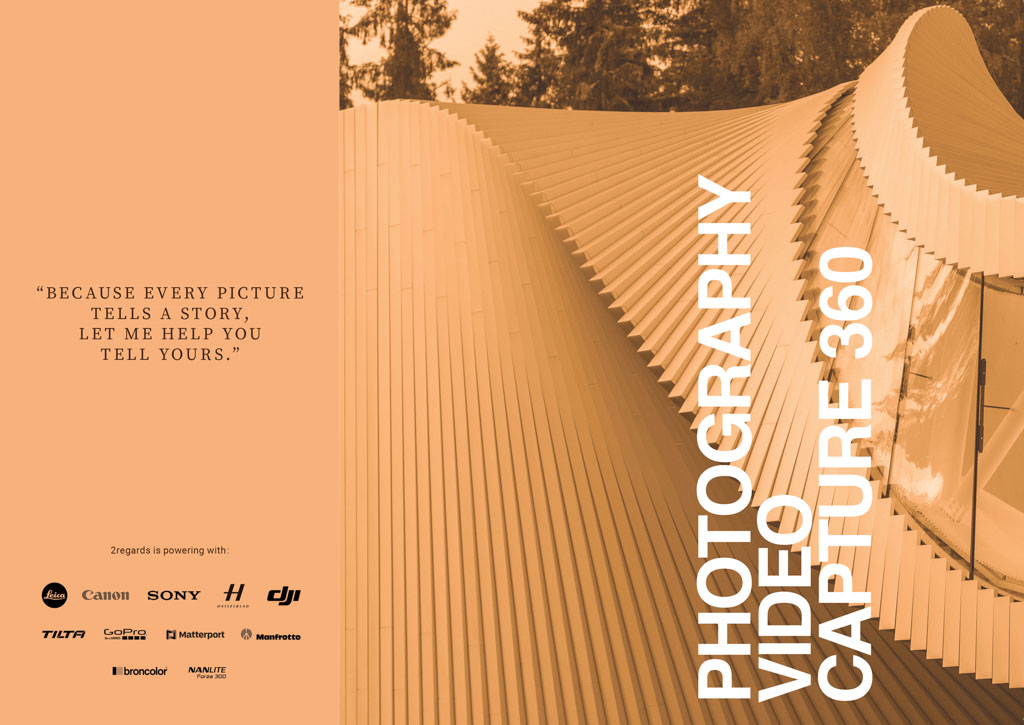 “BECAUSE EVERY PICTURE
TELLS A STORY,
LET ME HELP YOU
TELL YOURS.”
2regards is powering with:
Leica Canon SONY H HASSELBLAD DJI
TILTA GoPro Matterport Manfrotto
broncolor NANLITE
Forza 300
PHOTOGRAPHY
VIDEO
CAPTURE 360